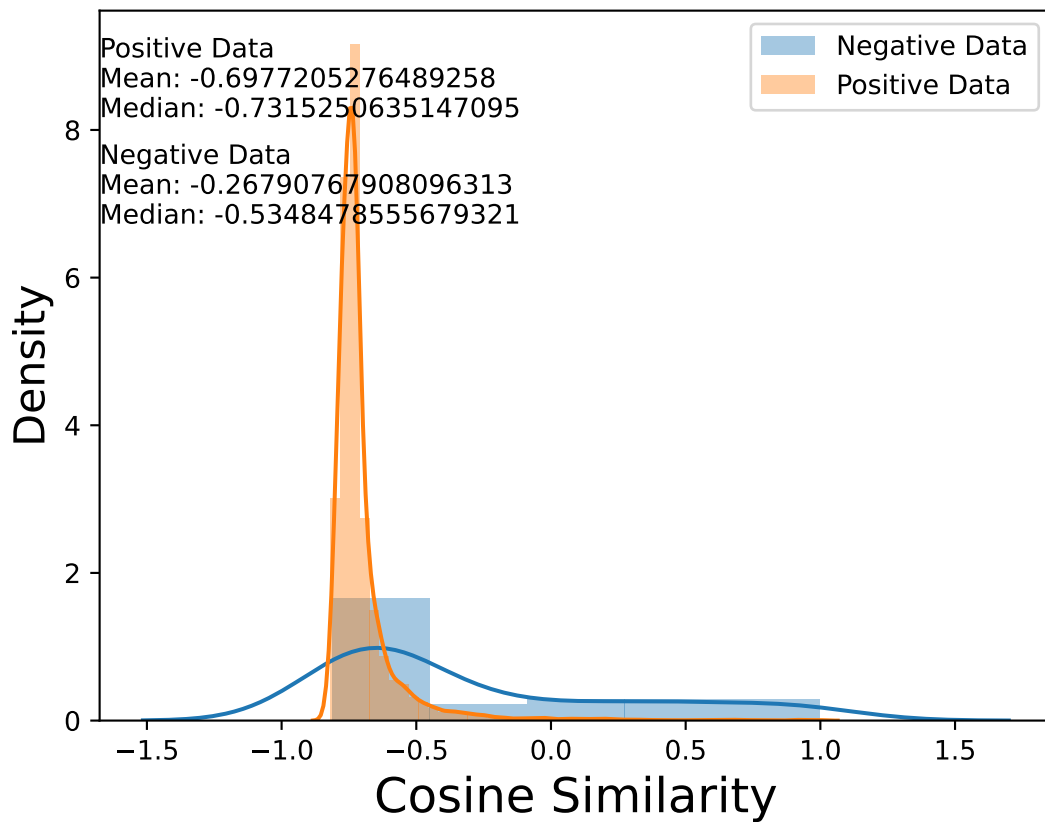 Positive Data
Mean: -0.6977205276489258
Median: -0.7315250635147095
Negative Data
Mean: -0.267907667908096313
Median: -0.5348478555679321
Negative Data
Positive Data
8
6
4
2
0
Density
−1.5 −1.0 −0.5 0.0 0.5 1.0 1.5
Cosine Similarity